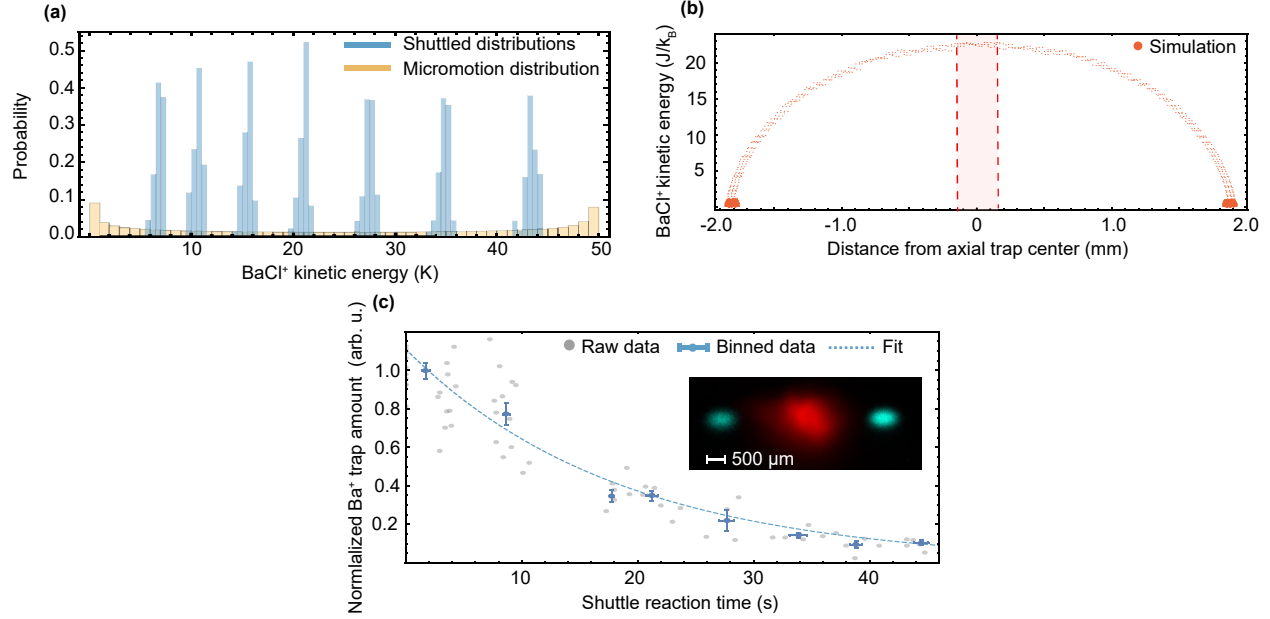 (a)
Shuttled distributions
Micromotion distribution
Probability
0.5
0.4
0.3
0.2
0.1
0.0
10
20
30
40
50
BaCl⁺ kinetic energy (K)
(b)
Simulation
BaCl⁺ kinetic energy (J/k_B)
20
15
10
5
-2.0
-1.0
0
1.0
2.0
Distance from axial trap center (mm)
(c)
Raw data
Binned data
Fit
Normlalized Ba⁺ trap amount (arb. u.)
1.0
0.8
0.6
0.4
0.2
500 µm
10
20
30
40
Shuttle reaction time (s)